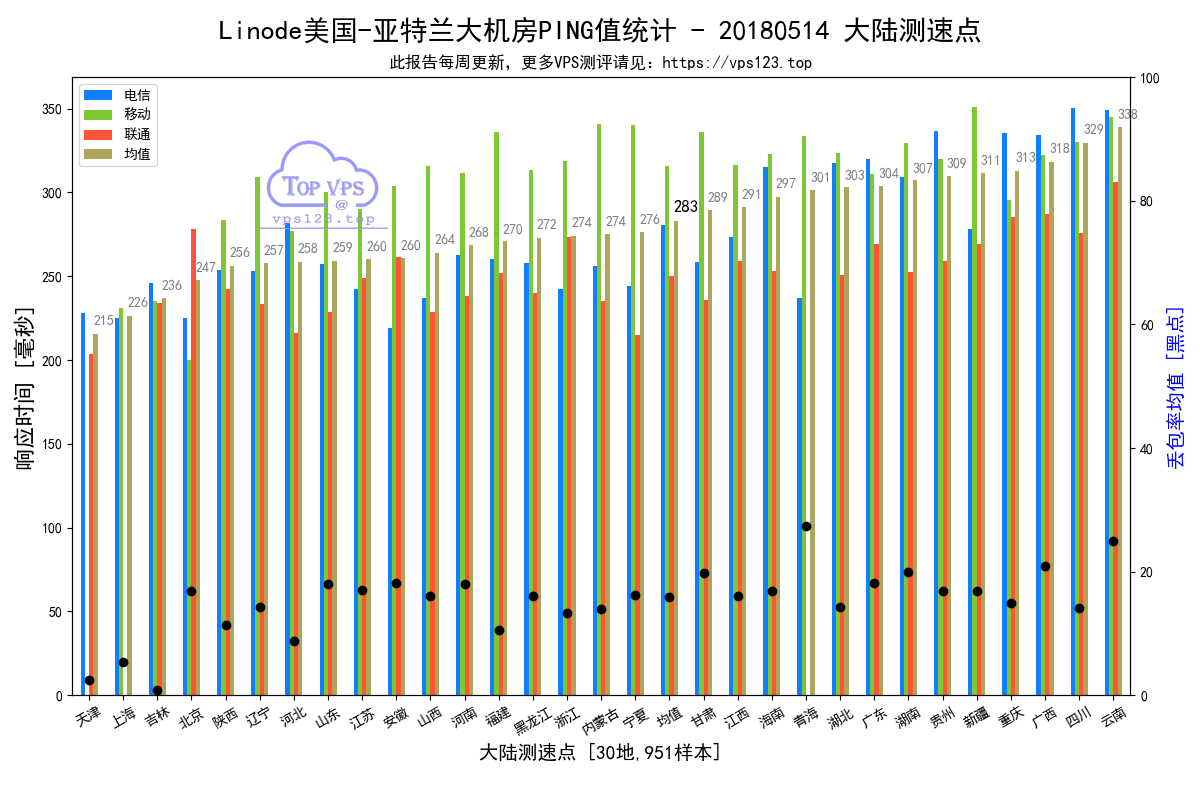 Linode美国-亚特兰大机房PING值统计 - 20180514 大陆测速点
此报告每周更新，更多VPS测评请见：https://vps123.top
电信
移动
联通
均值
TOP VPS
@
vps123.top
响应时间 [毫秒]
350
300
250
200
150
100
50
0
215 226 236 247 256 257 258 259 260 260 264 268 270 272 274 274 276 283 289 291 297 301 303 304 307 309 311 313 318 329 338
100
80
60
40
20
0
丢包率均值 [黑点]
天津 上海 吉林 北京 陕西 辽宁 河北 山东 江苏 安徽 山西 河南 福建 黑龙江 浙江 内蒙古 宁夏 均值 甘肃 江西 海南 青海 湖北 广东 湖南 贵州 新疆 重庆 广西 四川 云南
大陆测速点 [30地,951样本]